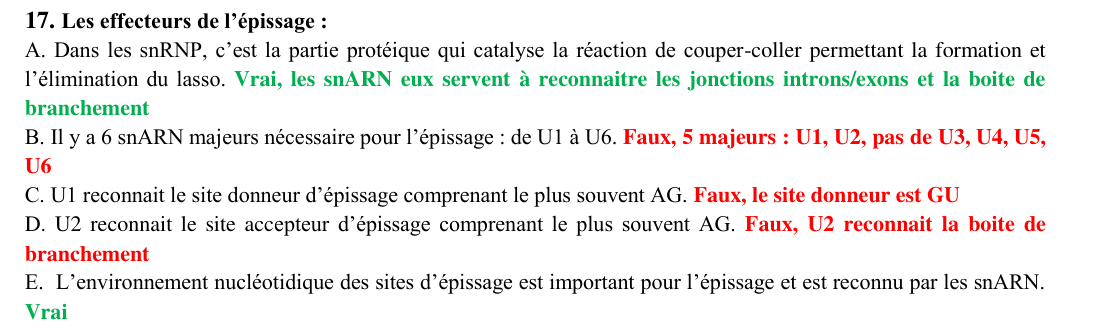 17. Les effecteurs de l’épissage :
A. Dans les snRNP, c’est la partie protéique qui catalyse la réaction de couper-coller permettant la formation et
l’élimination du lasso. Vrai, les snARN eux servent à reconnaitre les jonctions introns/exons et la boite de
branchement
B. Il y a 6 snARN majeurs nécessaire pour l’épissage : de U1 à U6. Faux, 5 majeurs : U1, U2, pas de U3, U4, U5,
U6
C. U1 reconnait le site donneur d’épissage comprenant le plus souvent AG. Faux, le site donneur est GU
D. U2 reconnait le site accepteur d’épissage comprenant le plus souvent AG. Faux, U2 reconnait la boite de
branchement
E. L’environnement nucléotidique des sites d’épissage est important pour l’épissage et est reconnu par les snARN.
Vrai